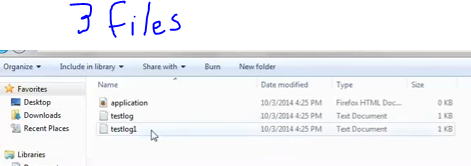 3 files
Organize Include in library Share with Burn New folder
Name Date modified Type Size
Favorites
application 10/3/2014 4:25 PM Firefox HTML Doc... 0 KB
Desktop
testlog 10/3/2014 4:25 PM Text Document 1 KB
Downloads
testlog1 10/3/2014 4:25 PM Text Document 1 KB
Recent Places
Libraries